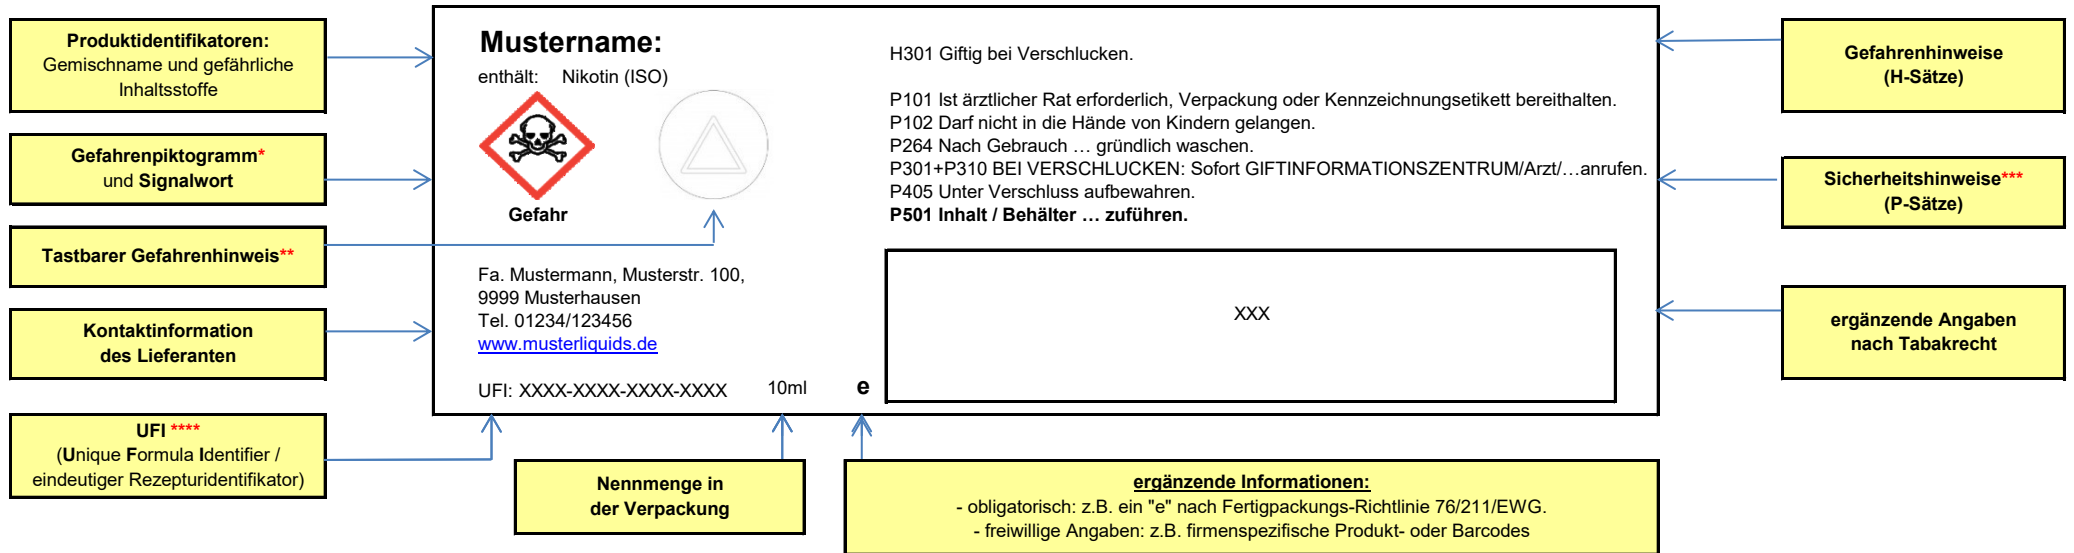 Produktidentifikatoren:
Gemischname und gefährliche
Inhaltsstoffe
Gefahrenpiktogramm*
und Signalwort
Tastbarer Gefahrenhinweis**
Kontaktinformation
des Lieferanten
UFI ****
(Unique Formula Identifier /
eindeutiger Rezepturidentifikator)
Mustername:
enthält: Nikotin (ISO)
Gefahr
Fa. Mustermann, Musterstr. 100,
9999 Musterhausen
Tel. 01234/123456
www.musterliquids.de
UFI: XXXX-XXXX-XXXX-XXXX 10ml e
H301 Giftig bei Verschlucken.
P101 Ist ärztlicher Rat erforderlich, Verpackung oder Kennzeichnungsetikett bereithalten.
P102 Darf nicht in die Hände von Kindern gelangen.
P264 Nach Gebrauch … gründlich waschen.
P301+P310 BEI VERSCHLUCKEN: Sofort GIFTINFORMATIONSZENTRUM/Arzt/…anrufen.
P405 Unter Verschluss aufbewahren.
P501 Inhalt / Behälter … zuführen.
XXX
Gefahrenhinweise
(H-Sätze)
Sicherheitshinweise***
(P-Sätze)
ergänzende Angaben
nach Tabakrecht
Nennmenge in
der Verpackung
ergänzende Informationen:
- obligatorisch: z.B. ein "e" nach Fertigpackungs-Richtlinie 76/211/EWG.
- freiwillige Angaben: z.B. firmenspezifische Produkt- oder Barcodes